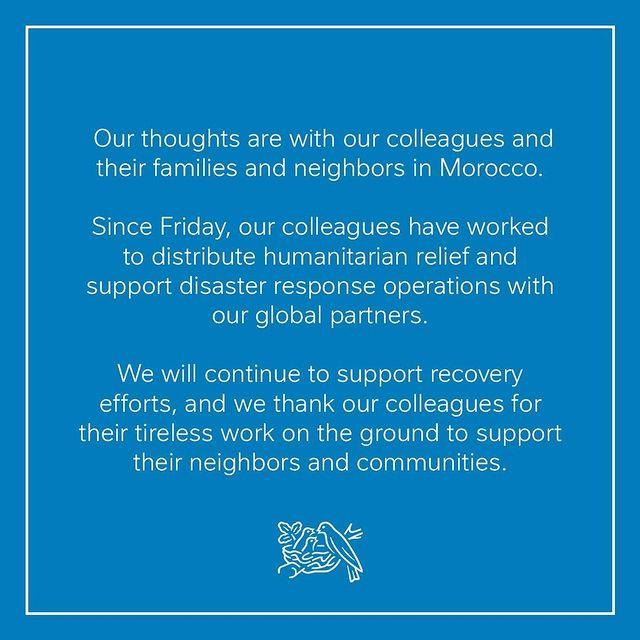 Our thoughts are with our colleagues and
their families and neighbors in Morocco.
Since Friday, our colleagues have worked
to distribute humanitarian relief and
support disaster response operations with
our global partners.
We will continue to support recovery
efforts, and we thank our colleagues for
their tireless work on the ground to support
their neighbors and communities.